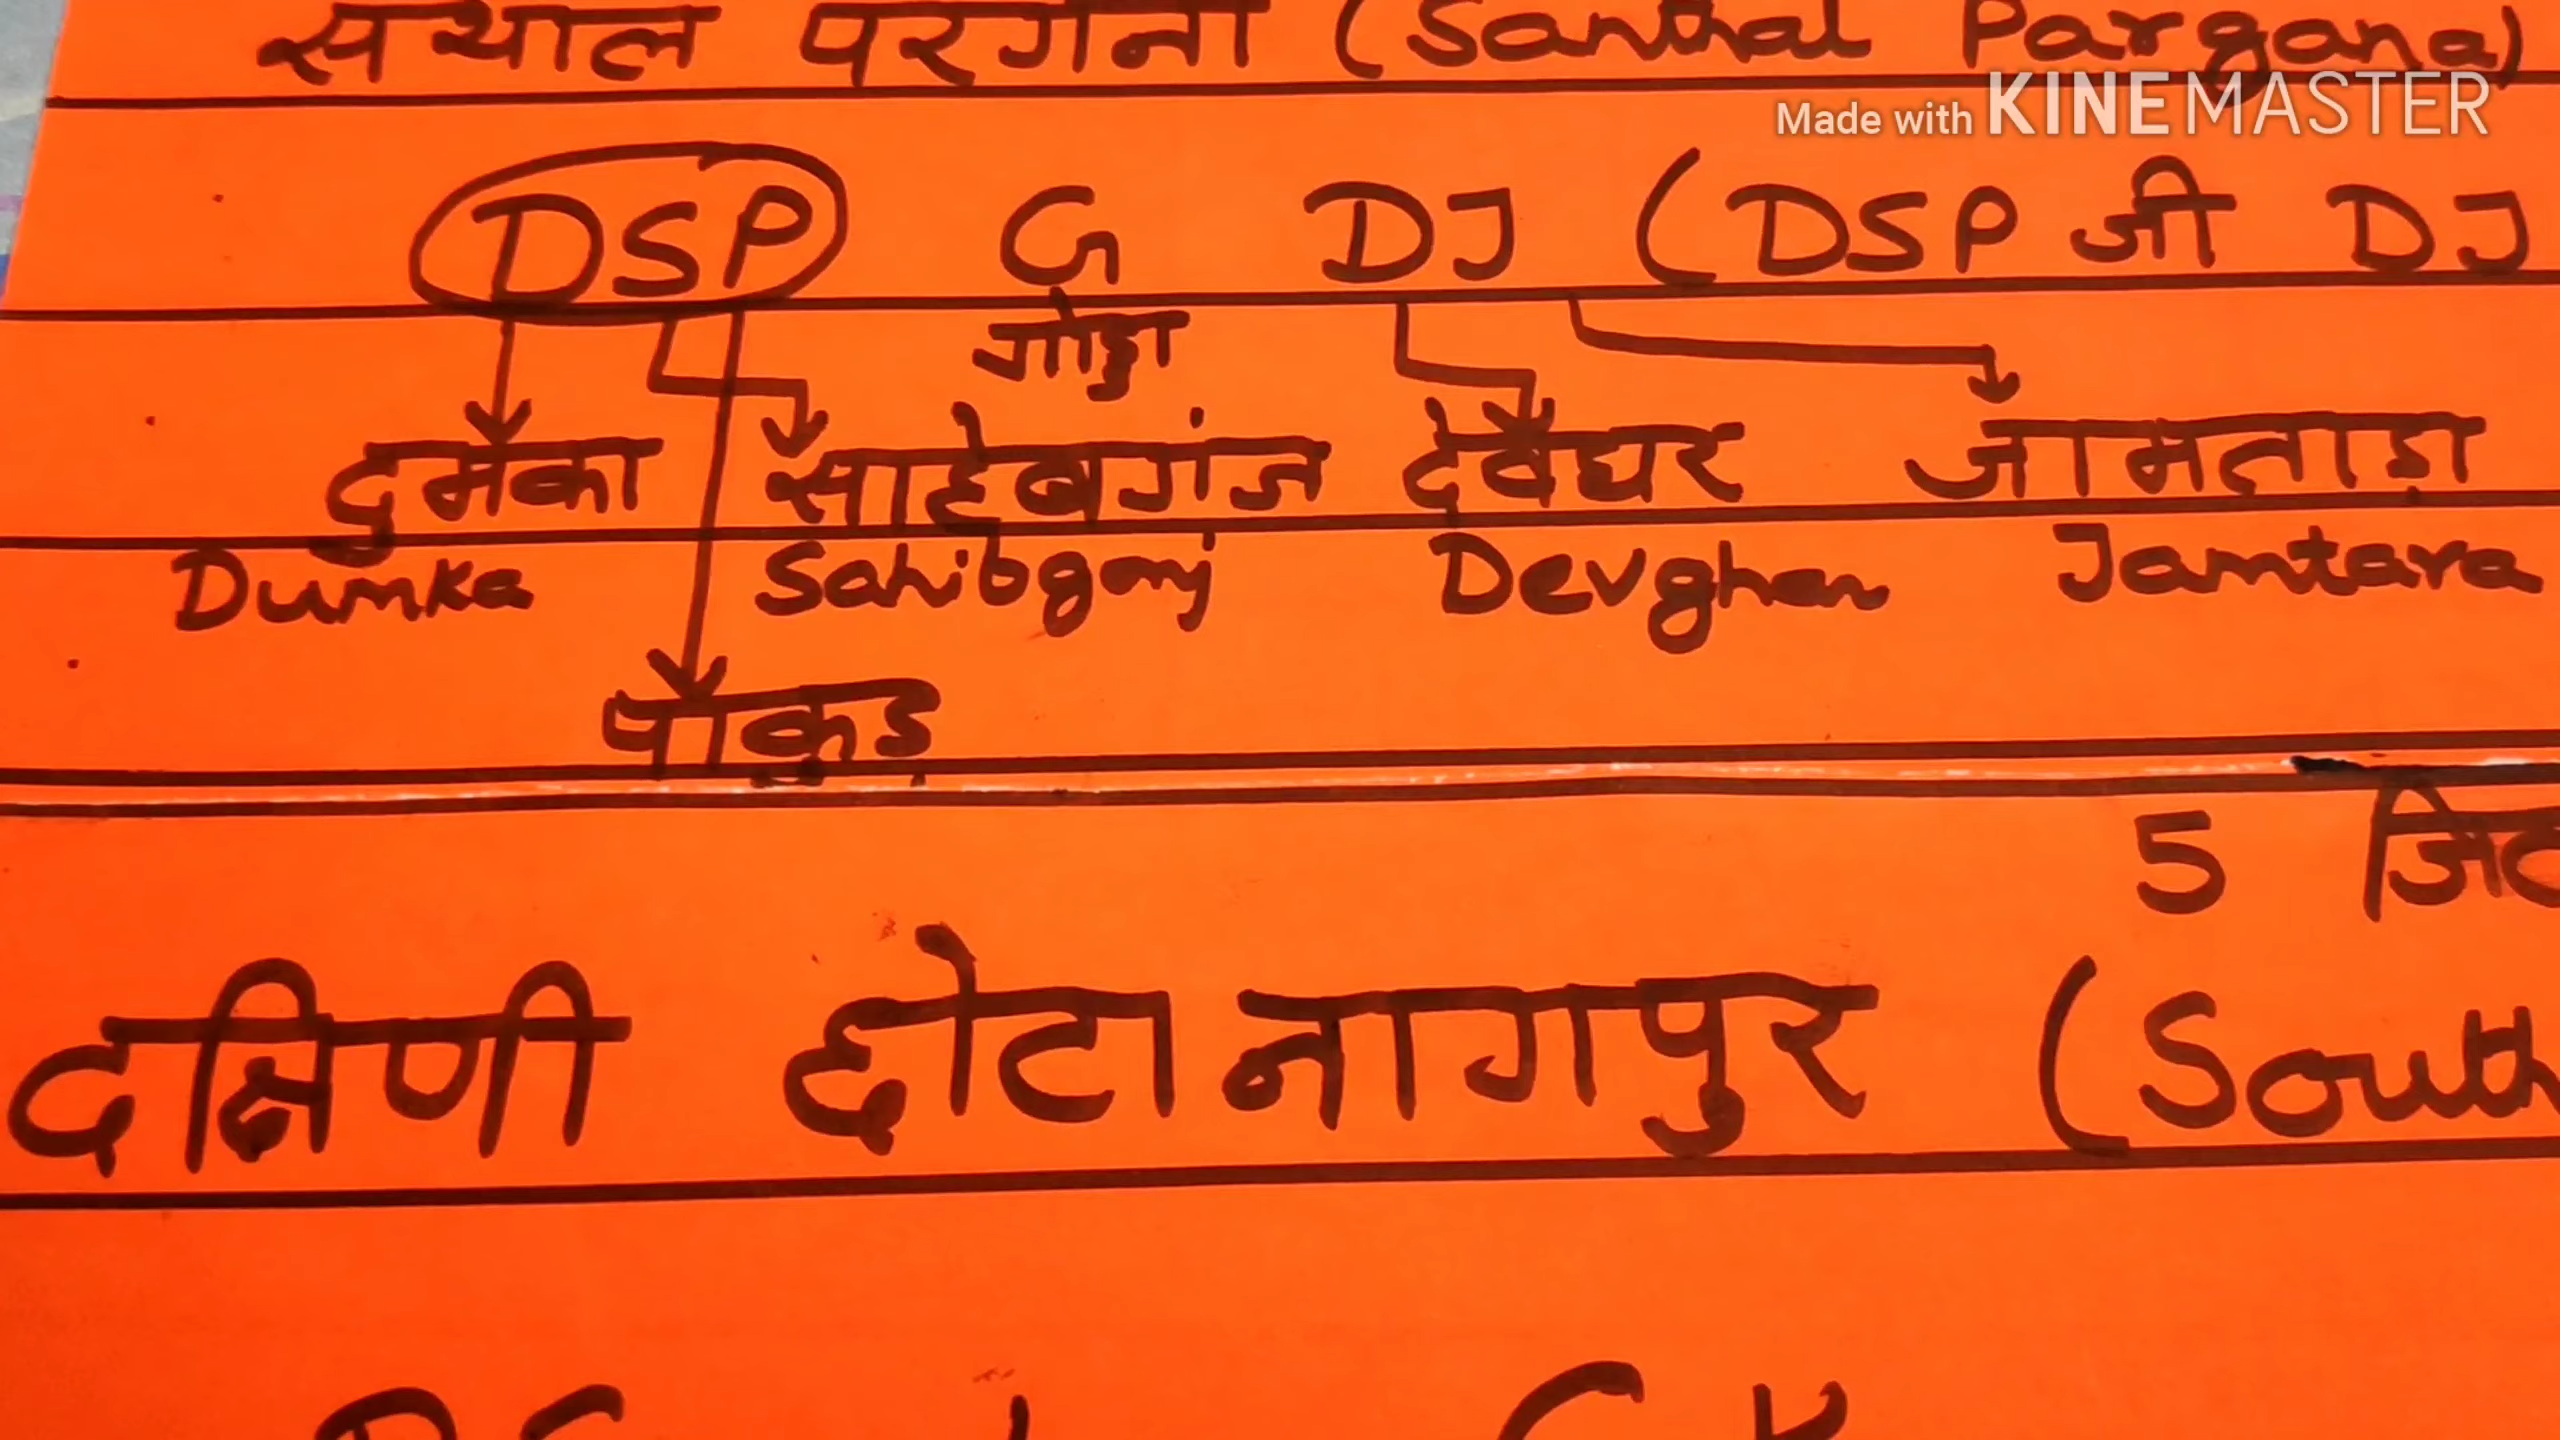 सथाल परगना (Santhal Pargana)
Made with KINEMASTER
DSP G DJ (DSP जी DJ
गोड्डा
दुमका साहेबगंज देवघर जामताड़ा
Dumka Sahibganj Devghar Jamtara
पाकुड़
5
दक्षिणी छोटानागपुर (South